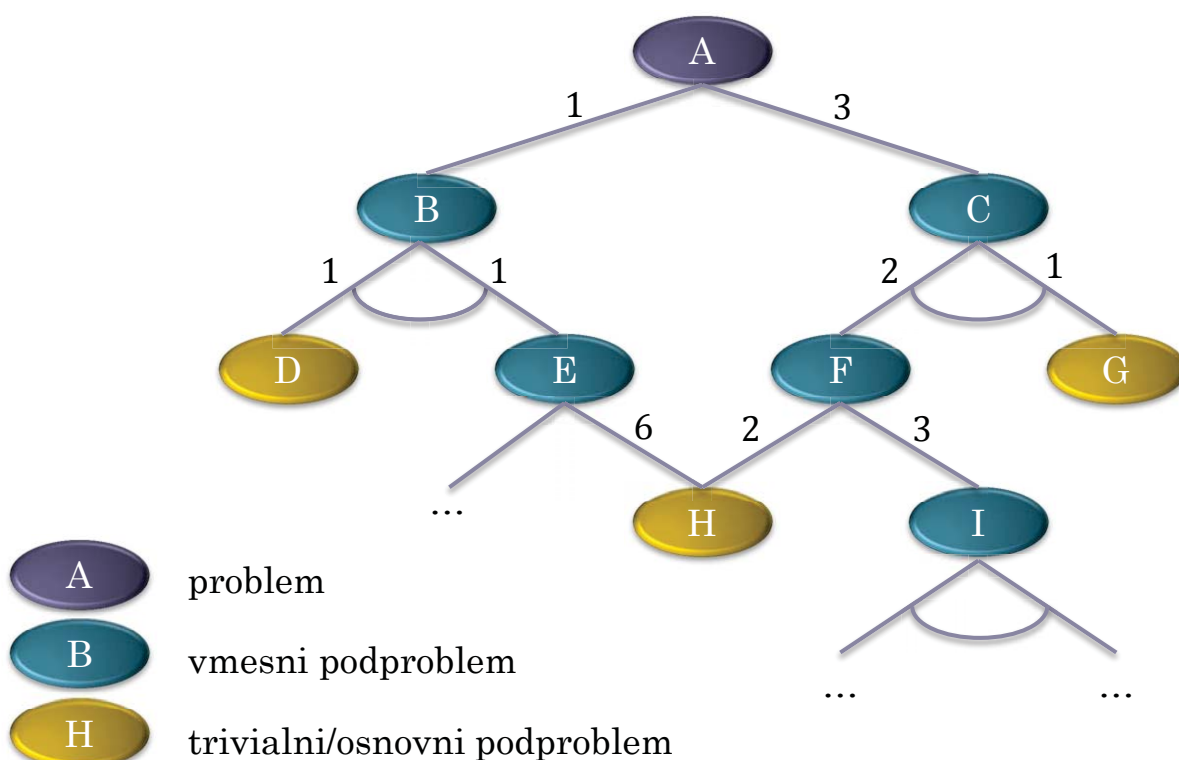 A
1 3
B C
1 1 2 1
D E F G
6 2 3
... H I
A problem
B vmesni podproblem
... ...
H trivialni/osnovni podproblem